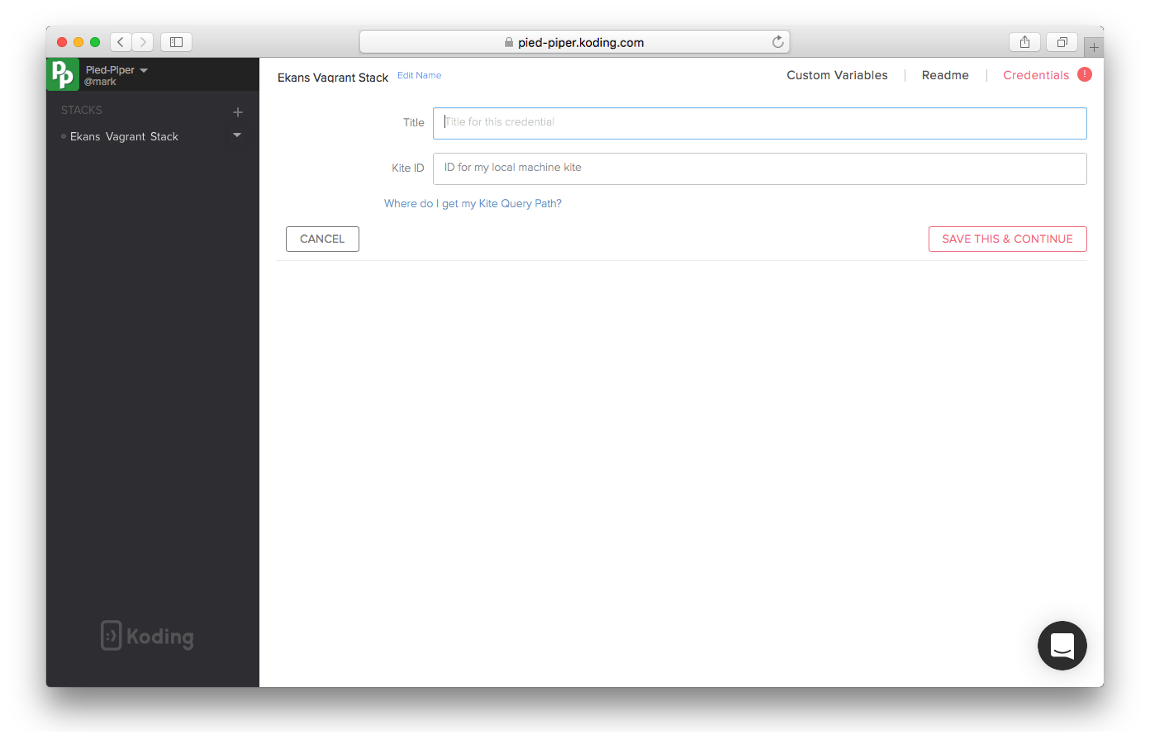 pied-piper.koding.com
PP
Pied-Piper
@mark
STACKS
Ekans Vagrant Stack
:) Koding
Ekans Vagrant Stack Edit Name
Custom Variables | Readme | Credentials !
Title Title for this credential
Kite ID ID for my local machine kite
Where do I get my Kite Query Path?
CANCEL
SAVE THIS & CONTINUE